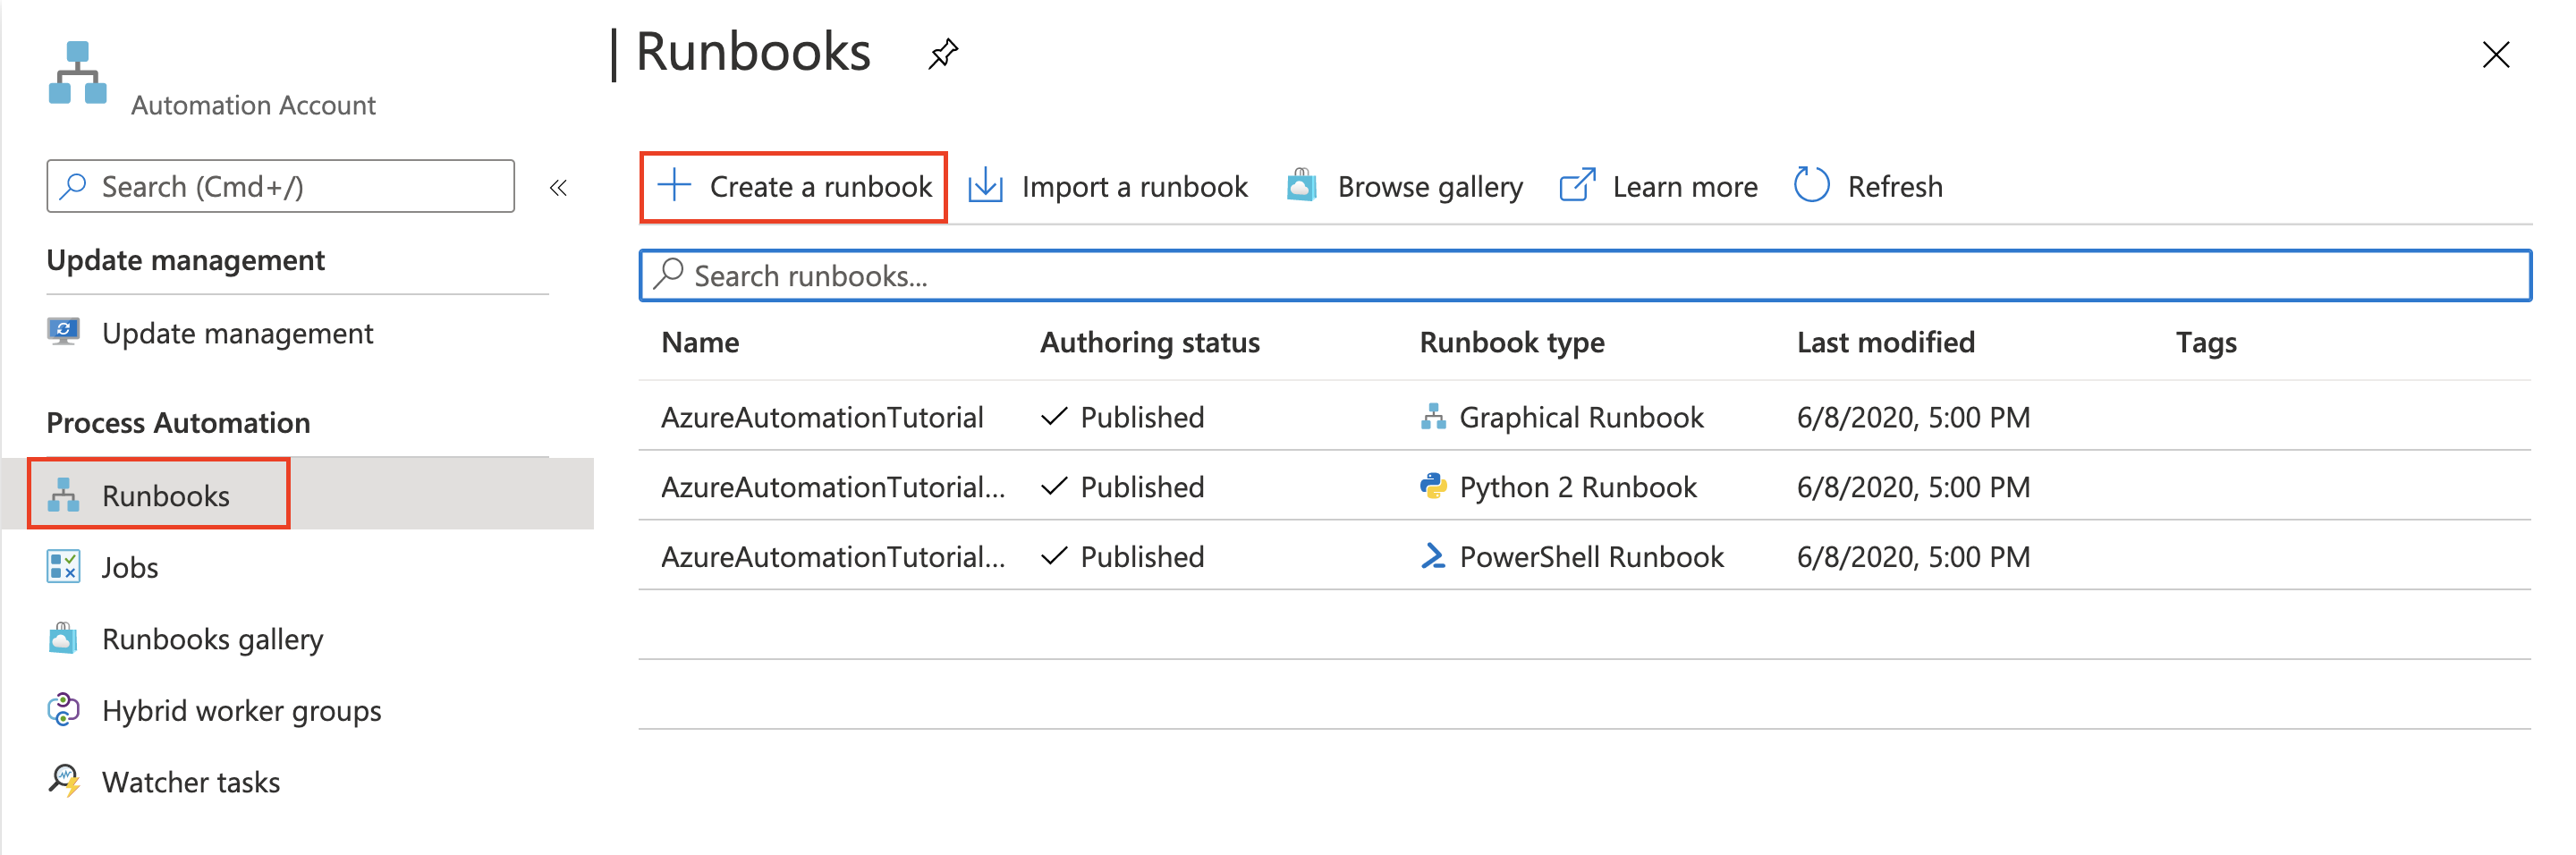 Runbooks
Automation Account
Search (Cmd+/)
«
Update management
Update management
Process Automation
Runbooks
Jobs
Runbooks gallery
Hybrid worker groups
Watcher tasks
Create a runbook Import a runbook Browse gallery Learn more Refresh
Search runbooks...
Name Authoring status Runbook type Last modified Tags
AzureAutomationTutorial Published Graphical Runbook 6/8/2020, 5:00 PM
AzureAutomationTutorial... Published Python 2 Runbook 6/8/2020, 5:00 PM
AzureAutomationTutorial... Published PowerShell Runbook 6/8/2020, 5:00 PM